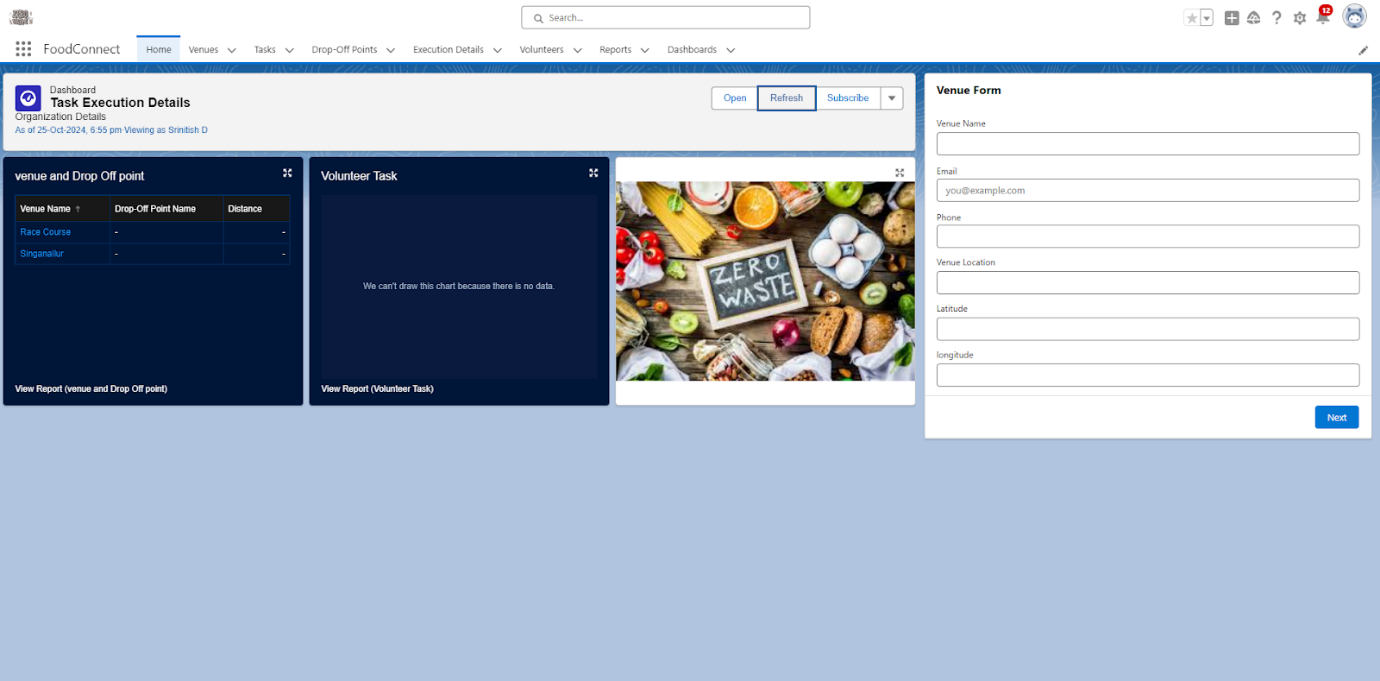 Search...
12
FoodConnect
Home
Venues
Tasks
Drop-Off Points
Execution Details
Volunteers
Reports
Dashboards
Dashboard
Task Execution Details
Organization Details
As of 25-Oct-2024, 6:55 pm Viewing as Srinitish D
Open
Refresh
Subscribe
venue and Drop Off point
Venue Name ↑ Drop-Off Point Name Distance
Race Course - -
Singanallur - -
View Report (venue and Drop Off point)
Volunteer Task
We can't draw this chart because there is no data.
View Report (Volunteer Task)
ZERO
WASTE
Venue Form
Venue Name
Email
you@example.com
Phone
Venue Location
Latitude
longitude
Next